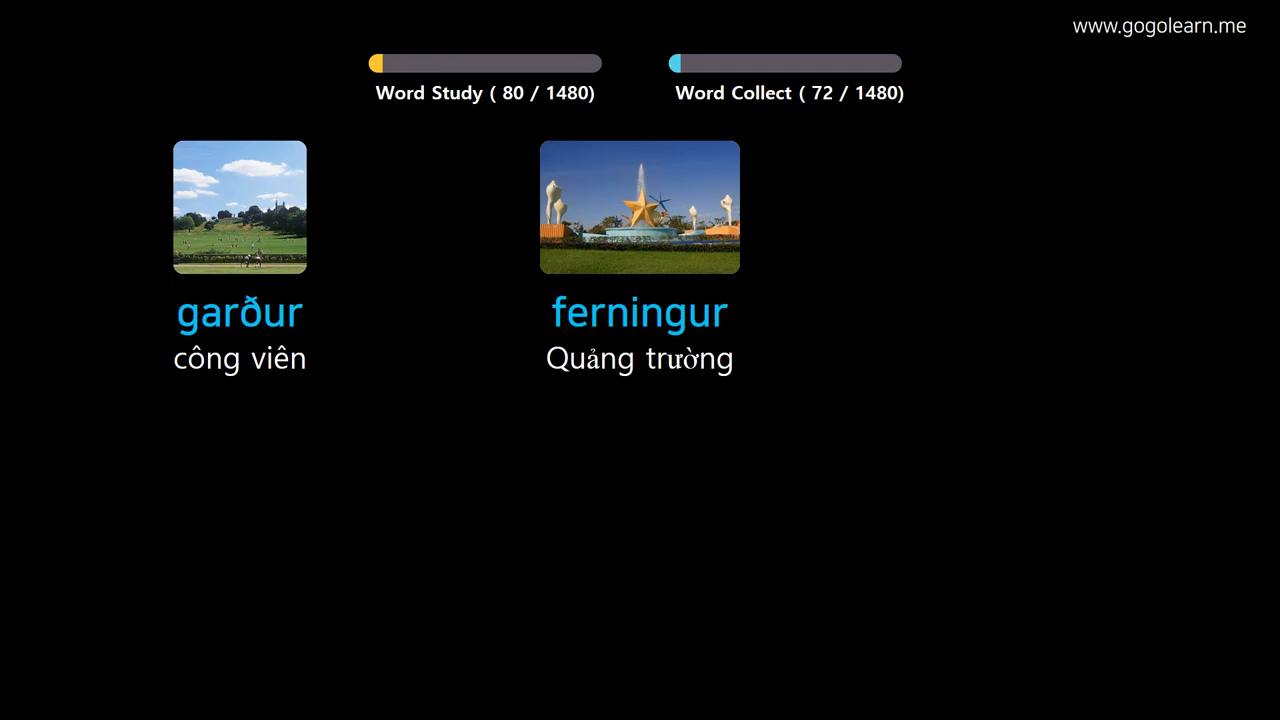 www.gogolearn.me
Word Study ( 80 / 1480)
Word Collect ( 72 / 1480)
garður
công viên
ferningur
Quảng trường